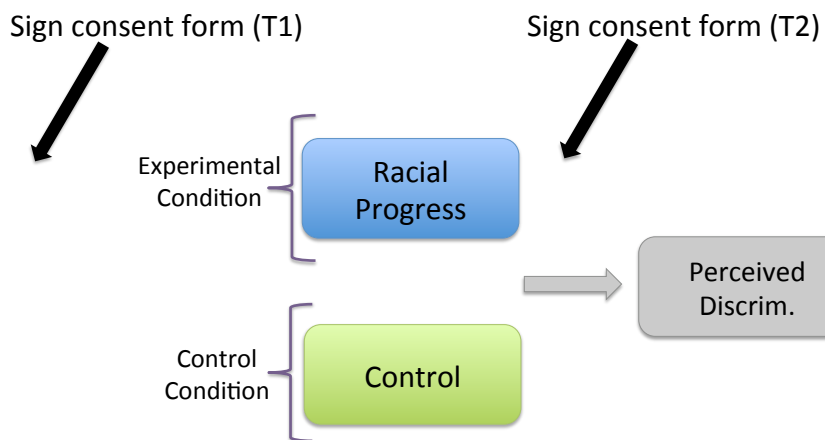 Sign consent form (T1)
Sign consent form (T2)
Experimental
Condition
Racial
Progress
Perceived
Discrim.
Control
Condition
Control